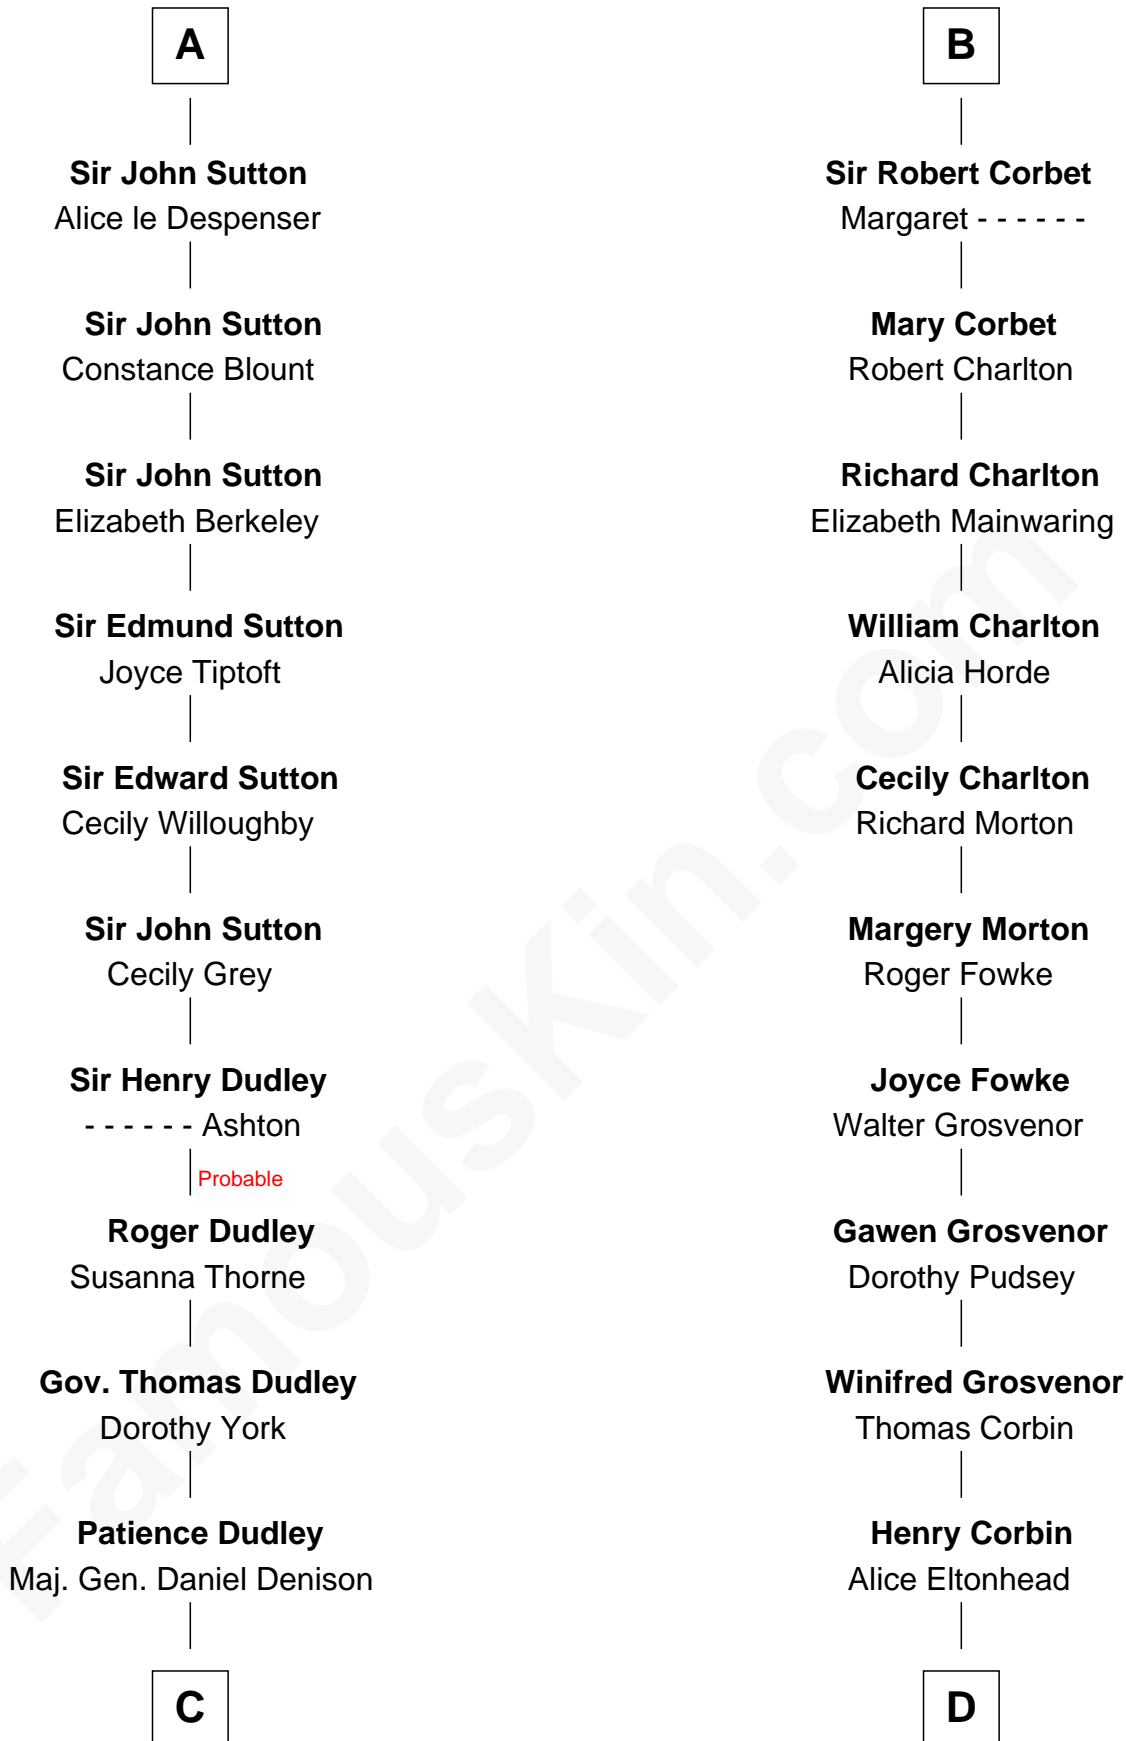 A
Sir John Sutton
Alice le Despenser
Sir John Sutton
Constance Blount
Sir John Sutton
Elizabeth Berkeley
Sir Edmund Sutton
Joyce Tiptoft
Sir Edward Sutton
Cecily Willoughby
Sir John Sutton
Cecily Grey
Sir Henry Dudley
- - - - - - Ashton
Probable
Roger Dudley
Susanna Thorne
Gov. Thomas Dudley
Dorothy York
Patience Dudley
Maj. Gen. Daniel Denison
C
B
Sir Robert Corbet
Margaret - - - - - -
Mary Corbet
Robert Charlton
Richard Charlton
Elizabeth Mainwaring
William Charlton
Alicia Horde
Cecily Charlton
Richard Morton
Margery Morton
Roger Fowke
Joyce Fowke
Walter Grosvenor
Gawen Grosvenor
Dorothy Pudsey
Winifred Grosvenor
Thomas Corbin
Henry Corbin
Alice Eltonhead
D
FamousKin.com